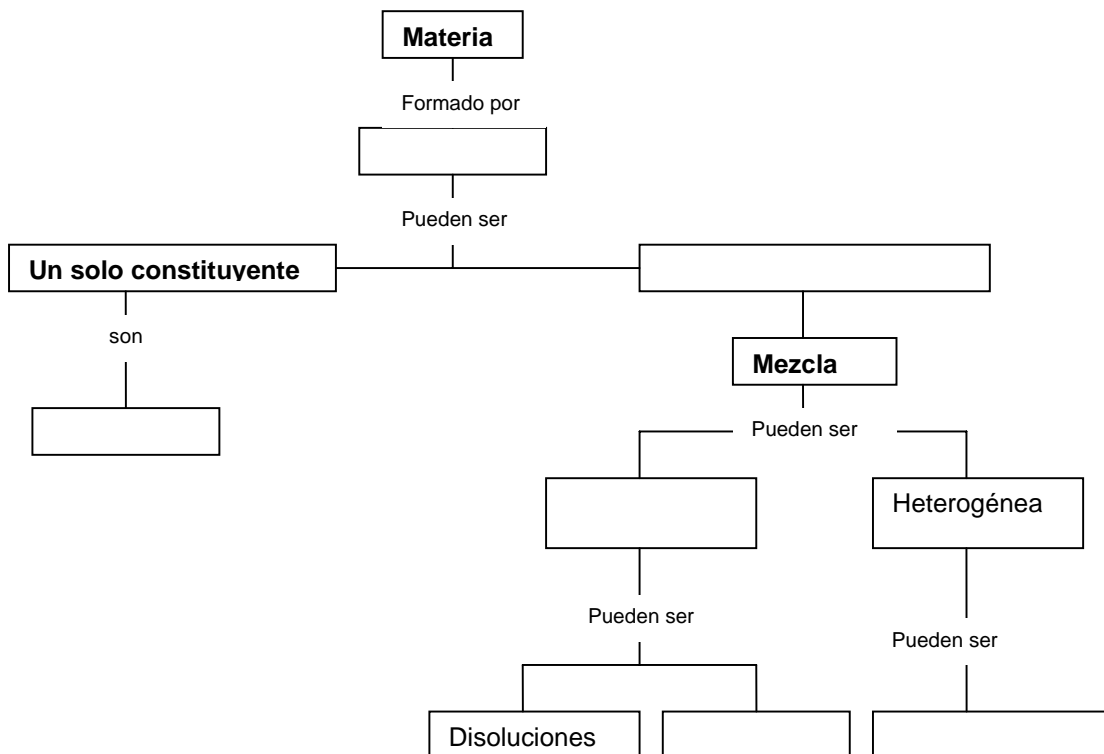 Materia
Formado por
Pueden ser
Un solo constituyente
son
Mezcla
Pueden ser
Heterogénea
Pueden ser
Pueden ser
Disoluciones